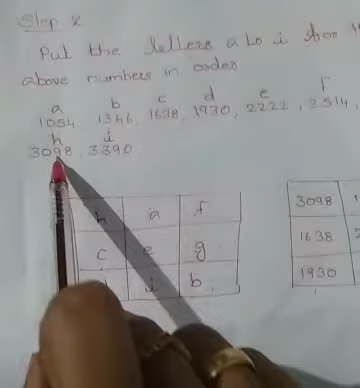 Step 2
Put the letters a to i for
above numbers in order
a b c d e f
1054, 1346, 1638, 1930, 2222, 2514,
h i
3098, 3390
h a f
c e g
i b
3098
1638
1930